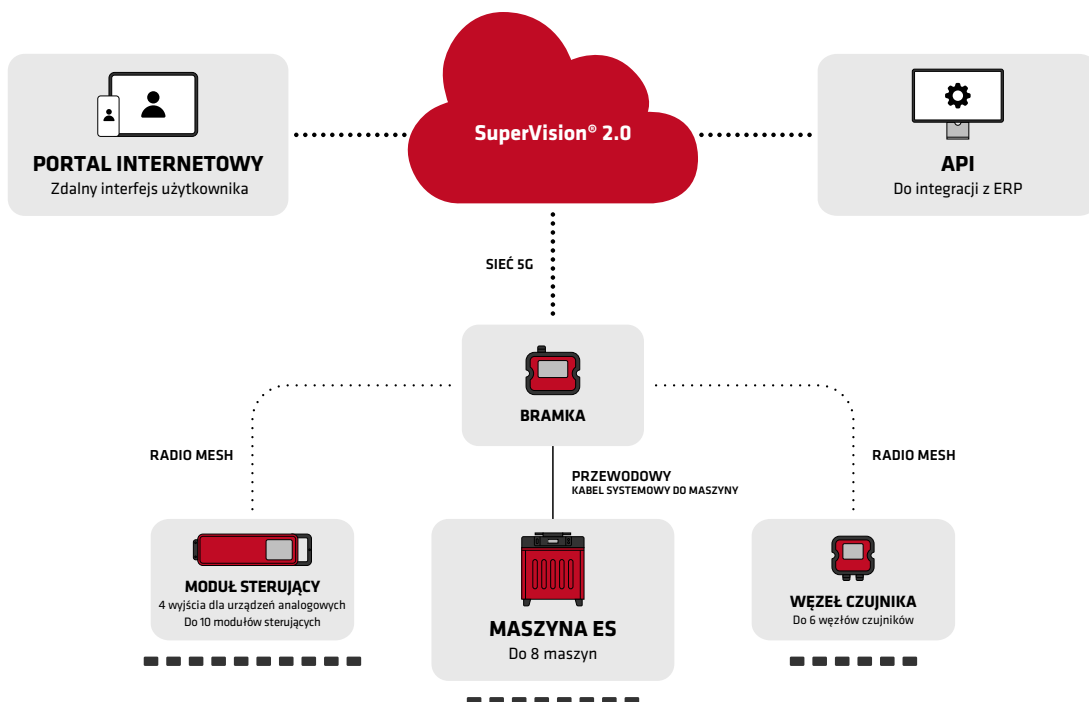 SuperVision® 2.0
PORTAL INTERNETOWY
Zdalny interfejs użytkownika
API
Do integracji z ERP
SIEĆ 5G
BRAMKA
RADIO MESH
RADIO MESH
PRZEWODOWY
KABEL SYSTEMOWY DO MASZYNY
MODUŁ STERUJĄCY
4 wyjścia dla urządzeń analogowych
Do 10 modułów sterujących
MASZYNA ES
Do 8 maszyn
WĘZEŁ CZUJNIKA
Do 6 węzłów czujników